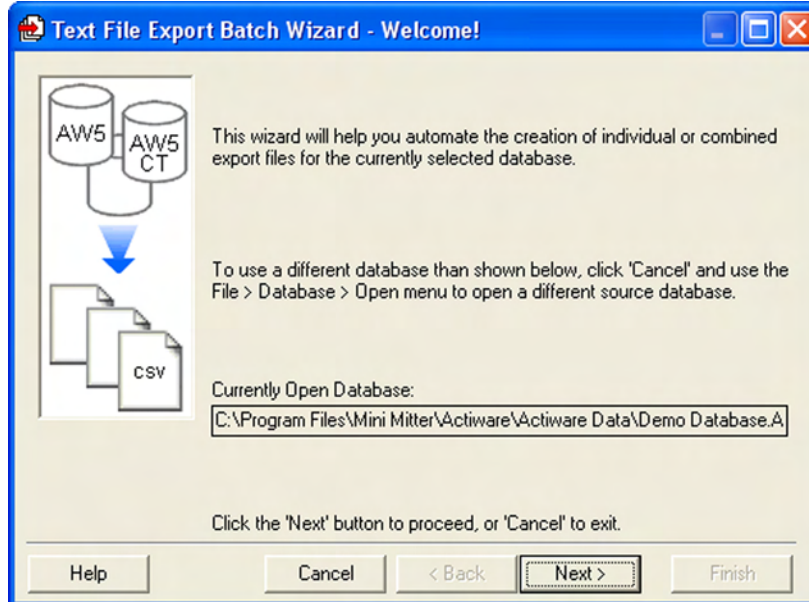 Text File Export Batch Wizard - Welcome!
AW5
AW5
CT
CSV
This wizard will help you automate the creation of individual or combined
export files for the currently selected database.
To use a different database than shown below, click 'Cancel' and use the
File > Database > Open menu to open a different source database.
Currently Open Database:
C:\Program Files\Mini Mitter\Actiware\Actiware Data\Demo Database.A
Click the 'Next' button to proceed, or 'Cancel' to exit.
Help
Cancel
< Back
Next >
Finish